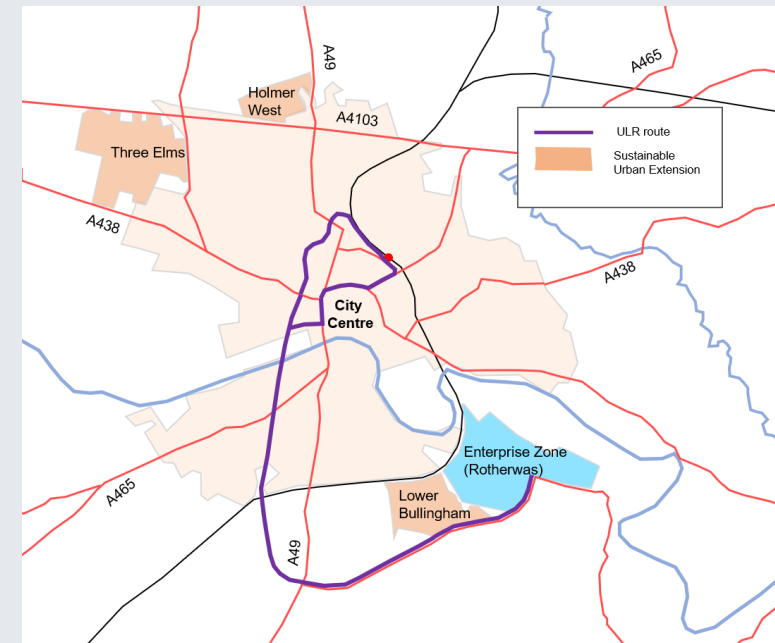 A49
A465
Holmer
West
A4103
ULR route
Three Elms
Sustainable
Urban Extension
A438
A438
City
Centre
Enterprise Zone
(Rotherwas)
A465
Lower
Bullingham
A49